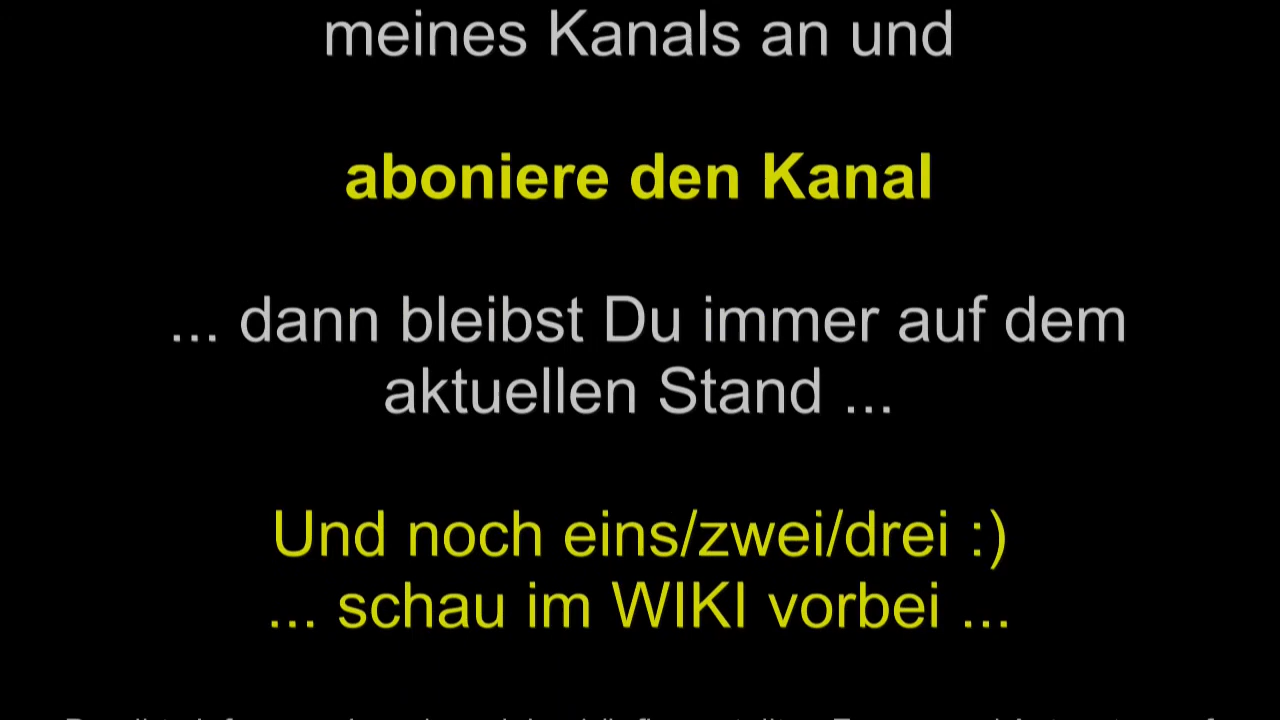 meines Kanals an und
aboniere den Kanal
... dann bleibst Du immer auf dem
aktuellen Stand ...
Und noch eins/zwei/drei :)
... schau im WIKI vorbei ...